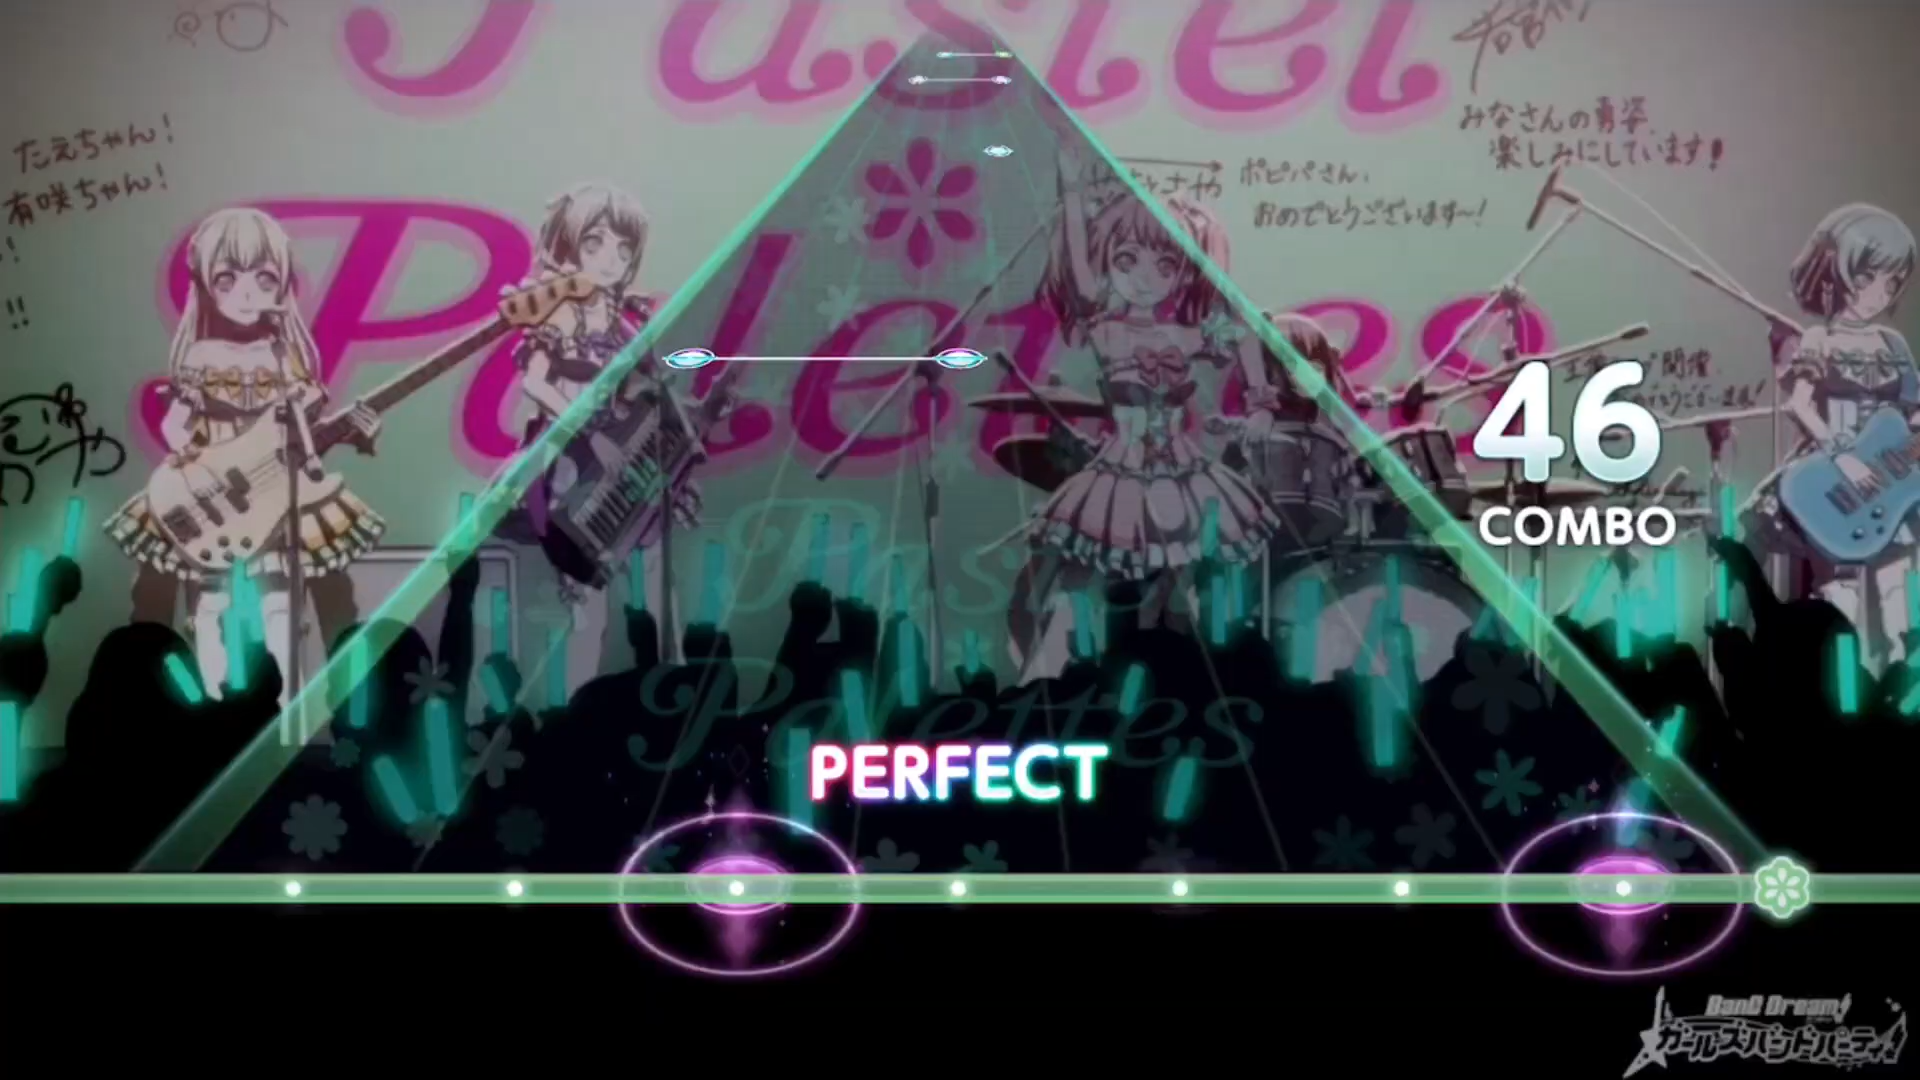 Pastel
Palettes
たえちゃん!
有咲ちゃん!
!!
みなさんの勇姿
楽しみにしています!
ポピパさん、
おめでとうございます〜!
46
COMBO
Pastel
Palettes
PERFECT
BanG Dream!
ガールズバンドパーティ!